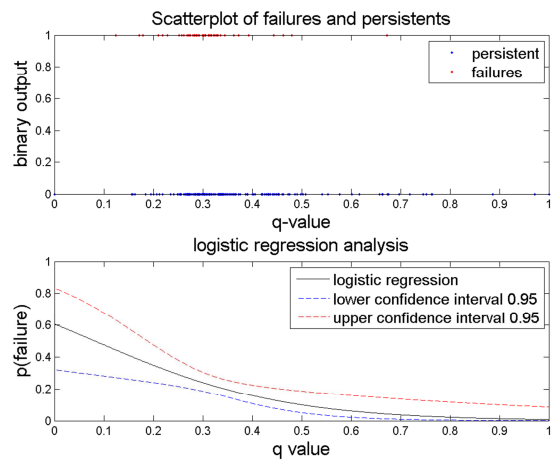 Scatterplot of failures and persistents
1
0.8
0.6
0.4
0.2
0
binary output
persistent
failures
0 0.1 0.2 0.3 0.4 0.5 0.6 0.7 0.8 0.9 1
q-value
logistic regression analysis
1
0.8
0.6
0.4
0.2
0
p(failure)
logistic regression
lower confidence interval 0.95
upper confidence interval 0.95
0 0.1 0.2 0.3 0.4 0.5 0.6 0.7 0.8 0.9 1
q value